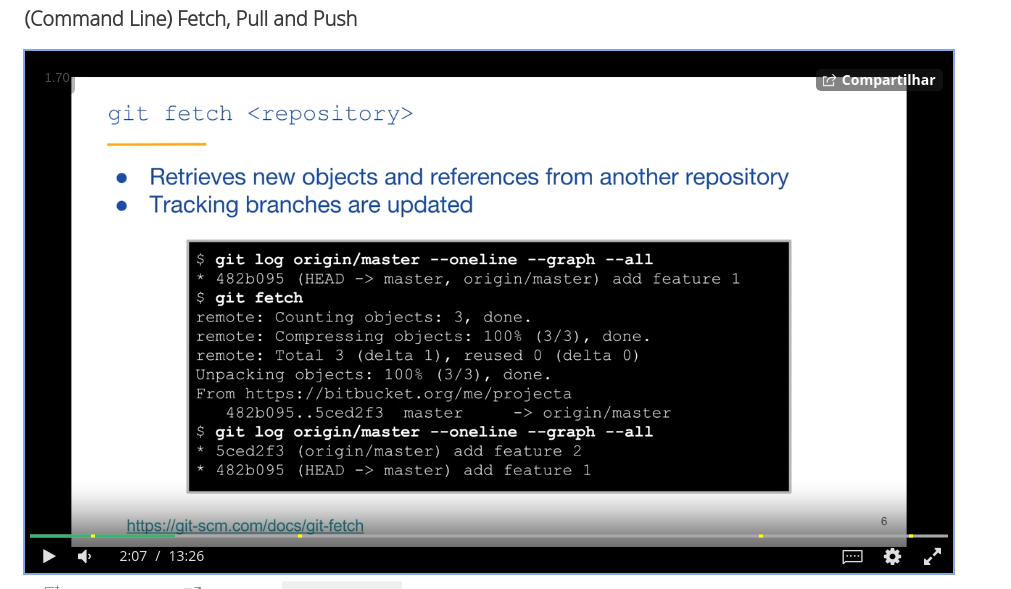 (Command Line) Fetch, Pull and Push
1.70
Compartilhar
git fetch <repository>
● Retrieves new objects and references from another repository
● Tracking branches are updated
$ git log origin/master --oneline --graph --all
* 482b095 (HEAD -> master, origin/master) add feature 1
$ git fetch
remote: Counting objects: 3, done.
remote: Compressing objects: 100% (3/3), done.
remote: Total 3 (delta 1), reused 0 (delta 0)
Unpacking objects: 100% (3/3), done.
From https://bitbucket.org/me/projecta
   482b095..5ced2f3  master     -> origin/master
$ git log origin/master --oneline --graph --all
* 5ced2f3 (origin/master) add feature 2
* 482b095 (HEAD -> master) add feature 1
https://git-scm.com/docs/git-fetch
6
2:07 / 13:26